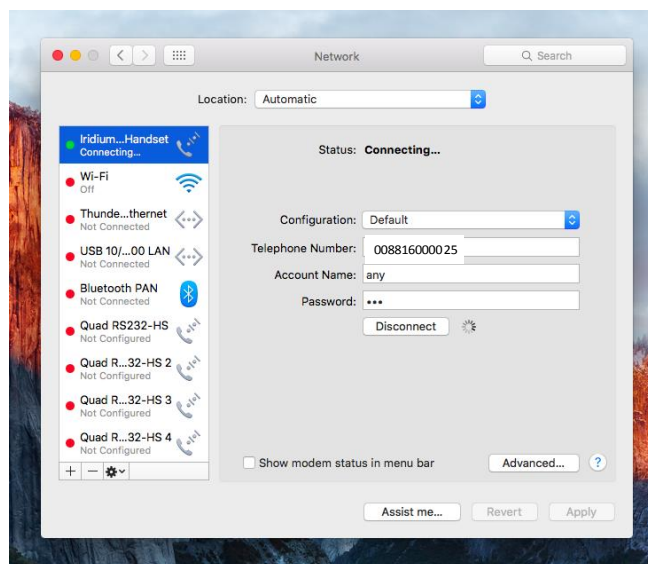 Network
Search
Location: Automatic
Iridium...Handset
Connecting...
Wi-Fi
Off
Thunde...thernet
Not Connected
USB 10/...00 LAN
Not Connected
Bluetooth PAN
Not Connected
Quad RS232-HS
Not Configured
Quad R...32-HS 2
Not Configured
Quad R...32-HS 3
Not Configured
Quad R...32-HS 4
Not Configured
Status: Connecting...
Configuration: Default
Telephone Number: 008816000025
Account Name: any
Password: •••
Disconnect
Show modem status in menu bar
Advanced...
?
Assist me...
Revert
Apply